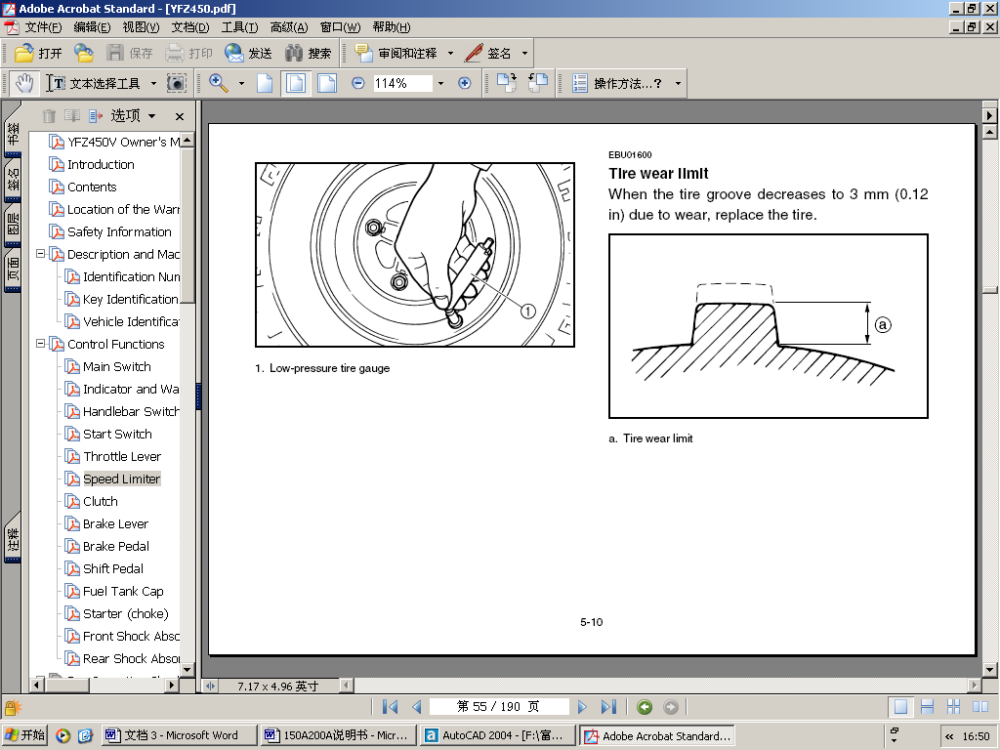 Adobe Acrobat Standard - [YFZ450.pdf]
文件(F) 编辑(E) 视图(V) 文档(D) 工具(T) 高级(A) 窗口(W) 帮助(H)
打开 保存 打印 发送 搜索 审阅和注释 签名
文本选择工具 114% 操作方法...?
选项
书签
签名
图层
页面
注释
YFZ450V Owner's M
Introduction
Contents
Location of the Warr
Safety Information
Description and Mac
Identification Nun
Key Identification
Vehicle Identifica
Control Functions
Main Switch
Indicator and Wa
Handlebar Switch
Start Switch
Throttle Lever
Speed Limiter
Clutch
Brake Lever
Brake Pedal
Shift Pedal
Fuel Tank Cap
Starter (choke)
Front Shock Absc
Rear Shock Absor
1
1. Low-pressure tire gauge
EBU01600
Tire wear limit
When the tire groove decreases to 3 mm (0.12
in) due to wear, replace the tire.
a
a. Tire wear limit
5-10
7.17 x 4.96 英寸
第 55 / 190 页
开始 文档 3 - Microsoft Word 150A200A说明书 - Micr... AutoCAD 2004 - [F:\富... Adobe Acrobat Standard... « 16:50